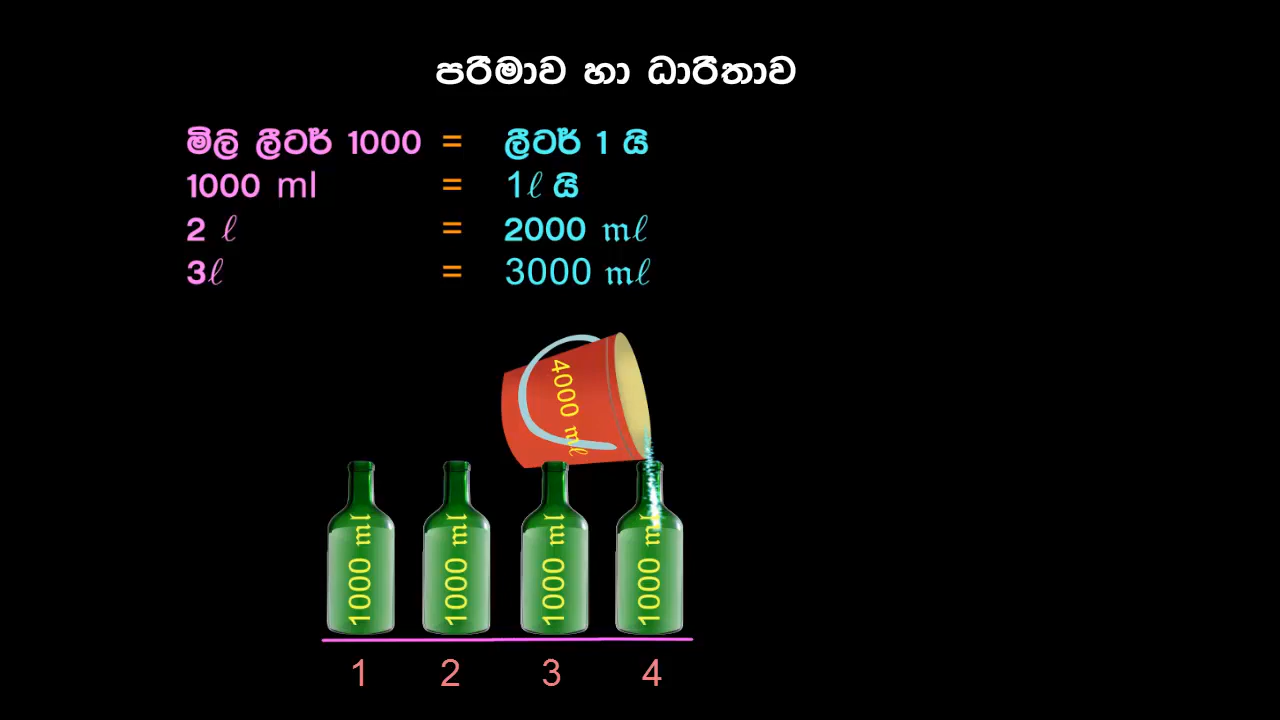 පරිමාව හා ධාරිතාව
මිලි ලීටර් 1000 = ලීටර් 1 යි
1000 ml = 1ℓ යි
2 ℓ = 2000 mℓ
3ℓ = 3000 mℓ
4000 mℓ
1000 ml 1000 ml 1000 ml 1000 ml
1 2 3 4